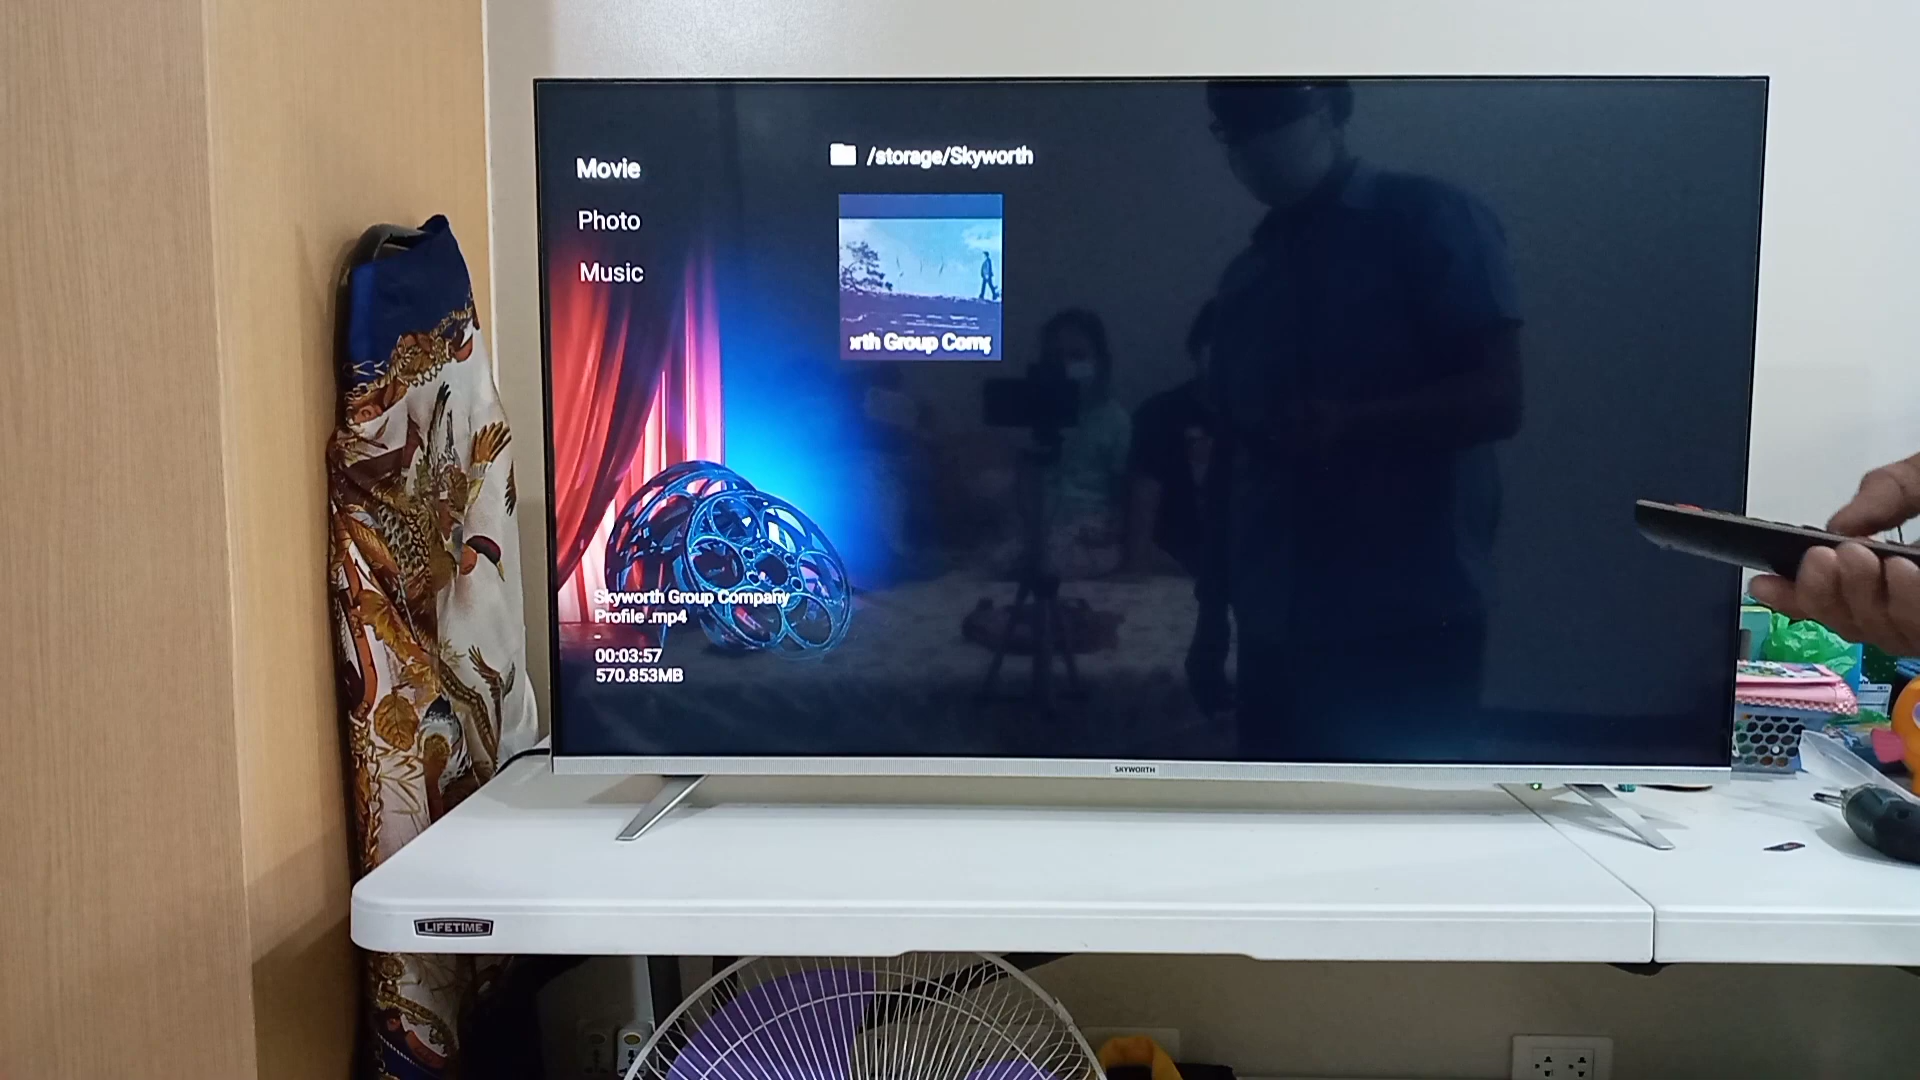 Movie
Photo
Music
/storage/Skyworth
rth Group Comp
Skyworth Group Company
Profile .mp4
-
00:03:57
570.853MB
SKYWORTH
LIFETIME